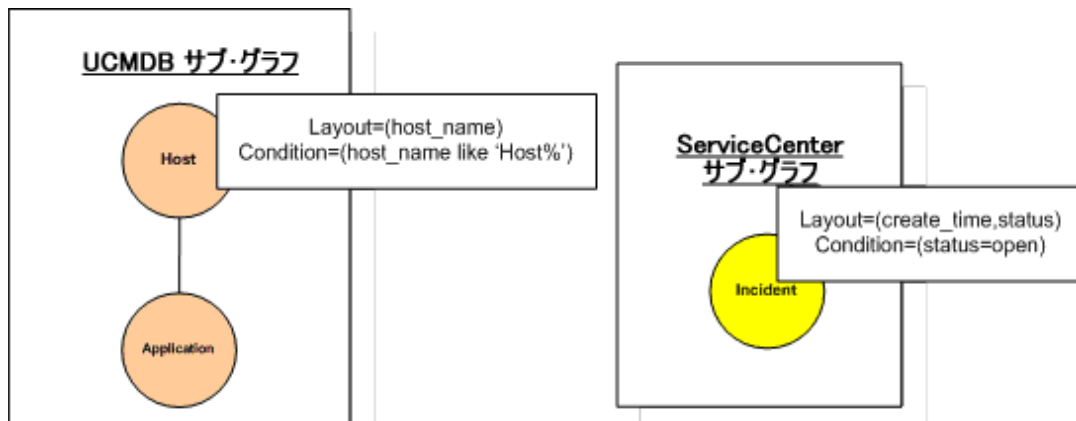 UCMDB サブ・グラフ
Host
Layout=(host_name)
Condition=(host_name like ‘Host%’)
Application
ServiceCenter
サブ・グラフ
Layout=(create_time,status)
Condition=(status=open)
Incident